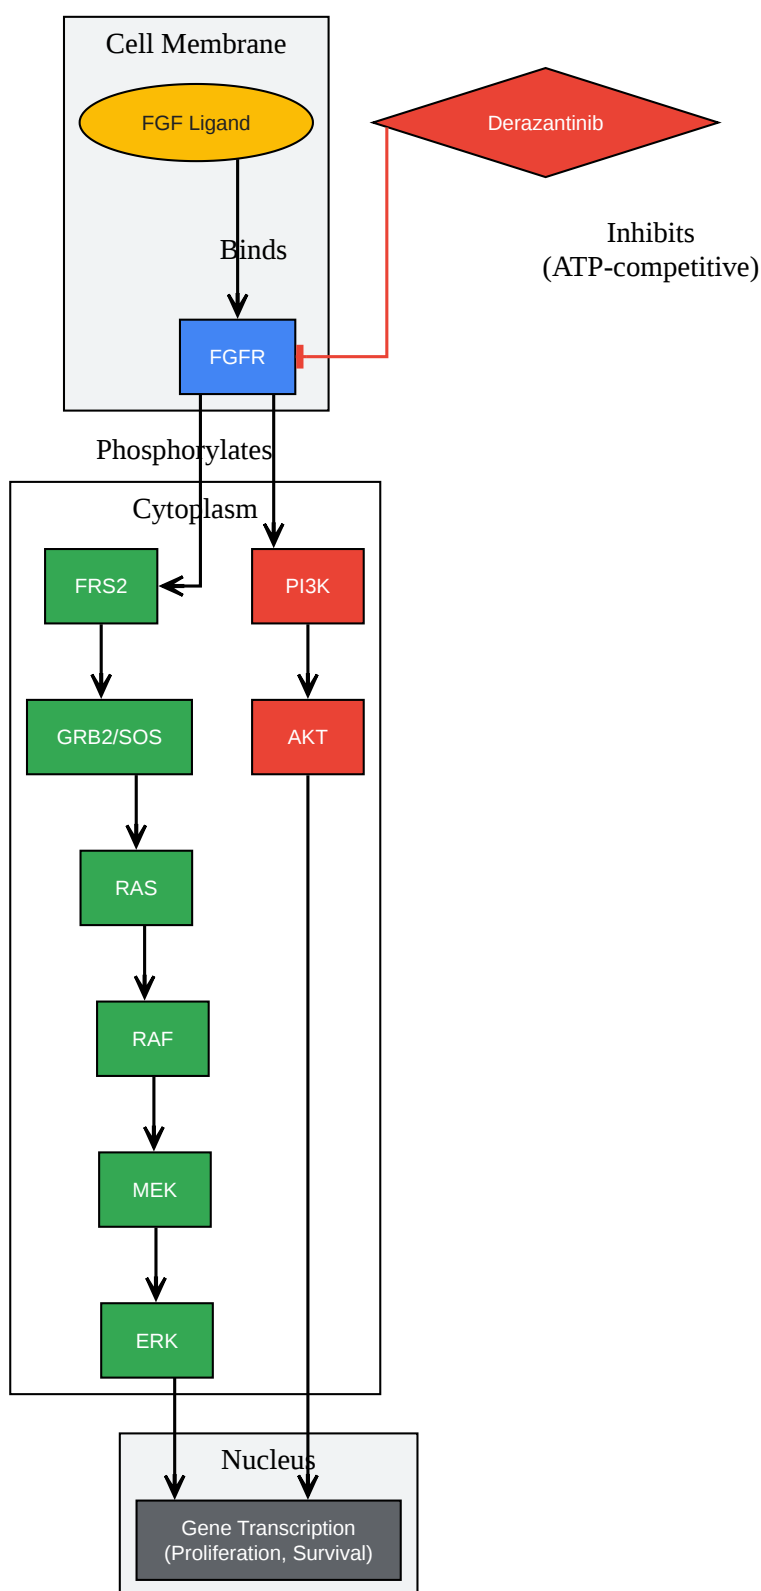 Cell Membrane
FGF Ligand
Derazantinib
Inhibits
(ATP-competitive)
Binds
FGFR
Phosphorylates
Cytoplasm
FRS2
PI3K
GRB2/SOS
AKT
RAS
RAF
MEK
ERK
Nucleus
Gene Transcription
(Proliferation, Survival)